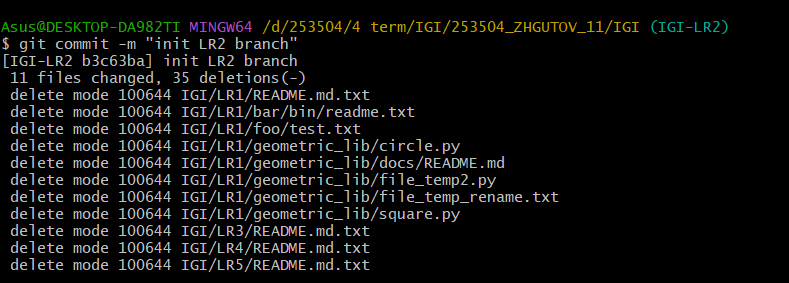 Asus@DESKTOP-DA982TI MINGW64 /d/253504/4 term/IGI/253504_ZHGUTOV_11/IGI (IGI-LR2)
$ git commit -m "init LR2 branch"
[IGI-LR2 b3c63ba] init LR2 branch
 11 files changed, 35 deletions(-)
 delete mode 100644 IGI/LR1/README.md.txt
 delete mode 100644 IGI/LR1/bar/bin/readme.txt
 delete mode 100644 IGI/LR1/foo/test.txt
 delete mode 100644 IGI/LR1/geometric_lib/circle.py
 delete mode 100644 IGI/LR1/geometric_lib/docs/README.md
 delete mode 100644 IGI/LR1/geometric_lib/file_temp2.py
 delete mode 100644 IGI/LR1/geometric_lib/file_temp_rename.txt
 delete mode 100644 IGI/LR1/geometric_lib/square.py
 delete mode 100644 IGI/LR3/README.md.txt
 delete mode 100644 IGI/LR4/README.md.txt
 delete mode 100644 IGI/LR5/README.md.txt